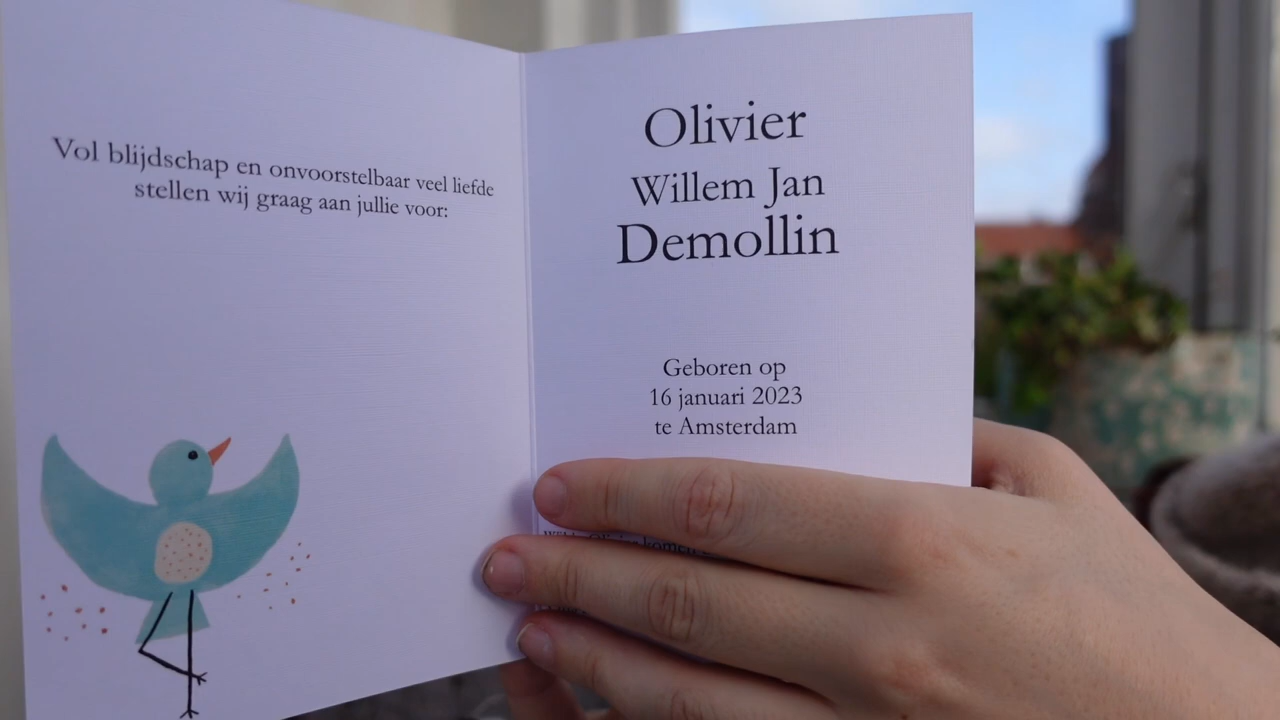 Vol blijdschap en onvoorstelbaar veel liefde
stellen wij graag aan jullie voor:
Olivier
Willem Jan
Demollin
Geboren op
16 januari 2023
te Amsterdam
komen